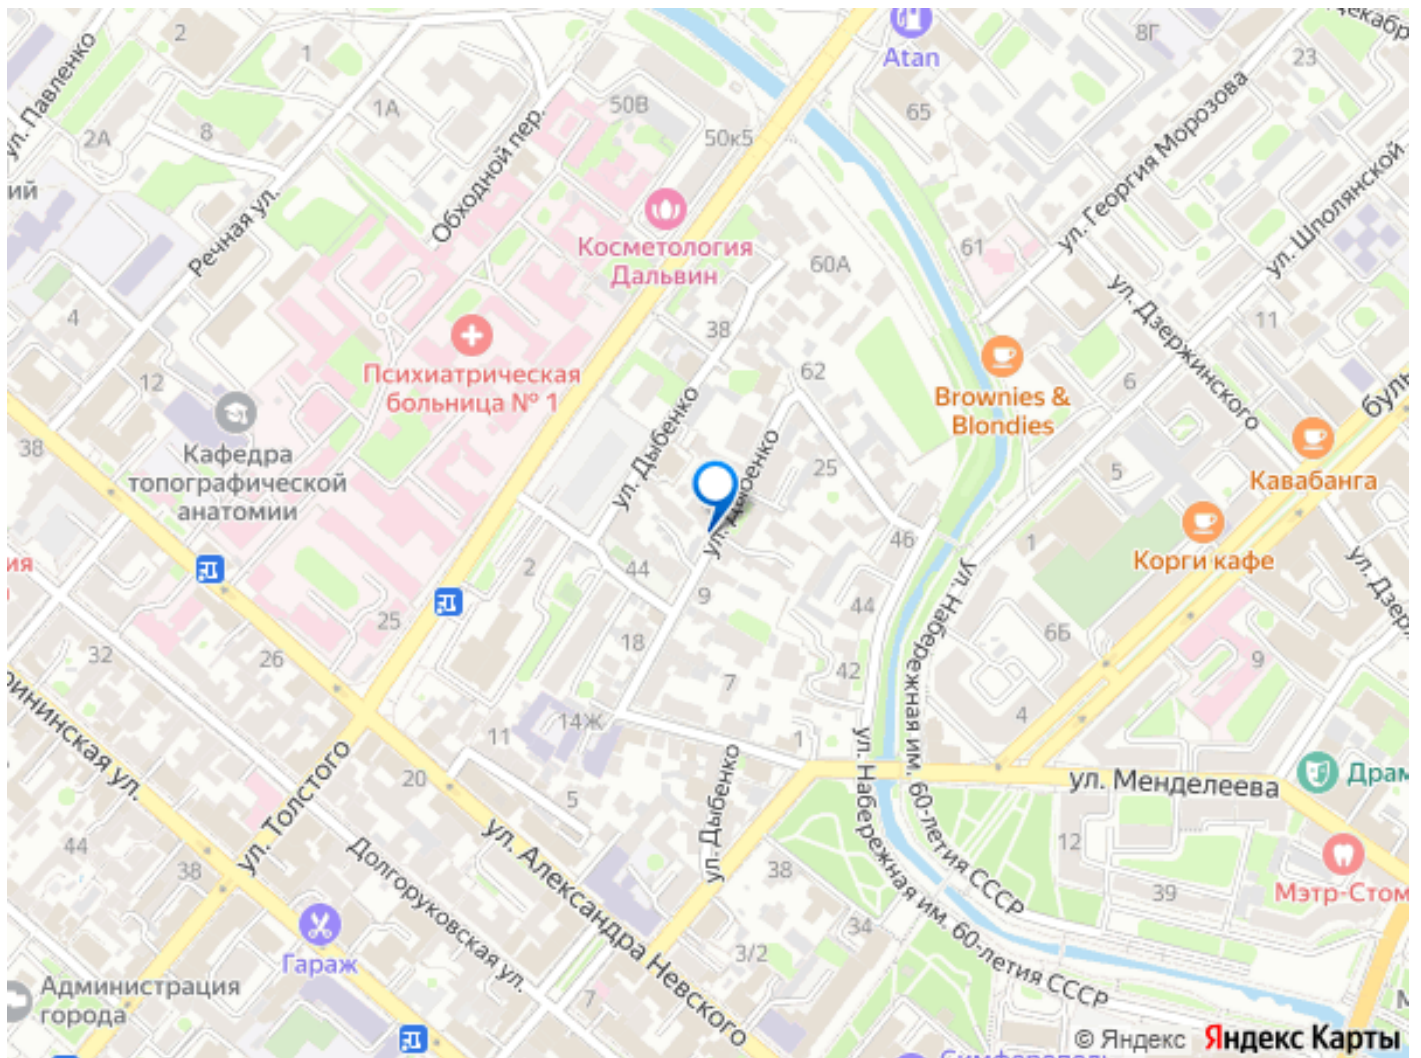 ул. Павленко
2
1
2А
8
1А
50В
50к5
Atan
65
8Г
23
ий
Речная ул.
Обходной пер.
Косметология
Дальвин
60А
61
ул. Георгия Морозова
ул. Шполянской
4
12
38
Психиатрическая
больница № 1
38
62
Brownies &
Blondies
6
11
ул. Дзержинского
буль
Кафедра
топографической
анатомии
ул. Дыбенко
25
5
Кавабанга
ул. Дыбенко
46
1
Корги кафе
ия
2
44
9
44
ул. Набережная им. 60-летия СССР
6Б
9
25
18
32
26
7
42
4
14Ж
11
1
ул. Менделеева
20
5
ул. Дыбенко
ул. Набережная им. 60-летия СССР
12
ул. Толстого
44
38
Долгоруковская ул.
ул. Александра Невского
38
39
Мэтр-Стом
Гараж
34
3/2
7
Администрация
города
© Яндекс Яндекс Карты